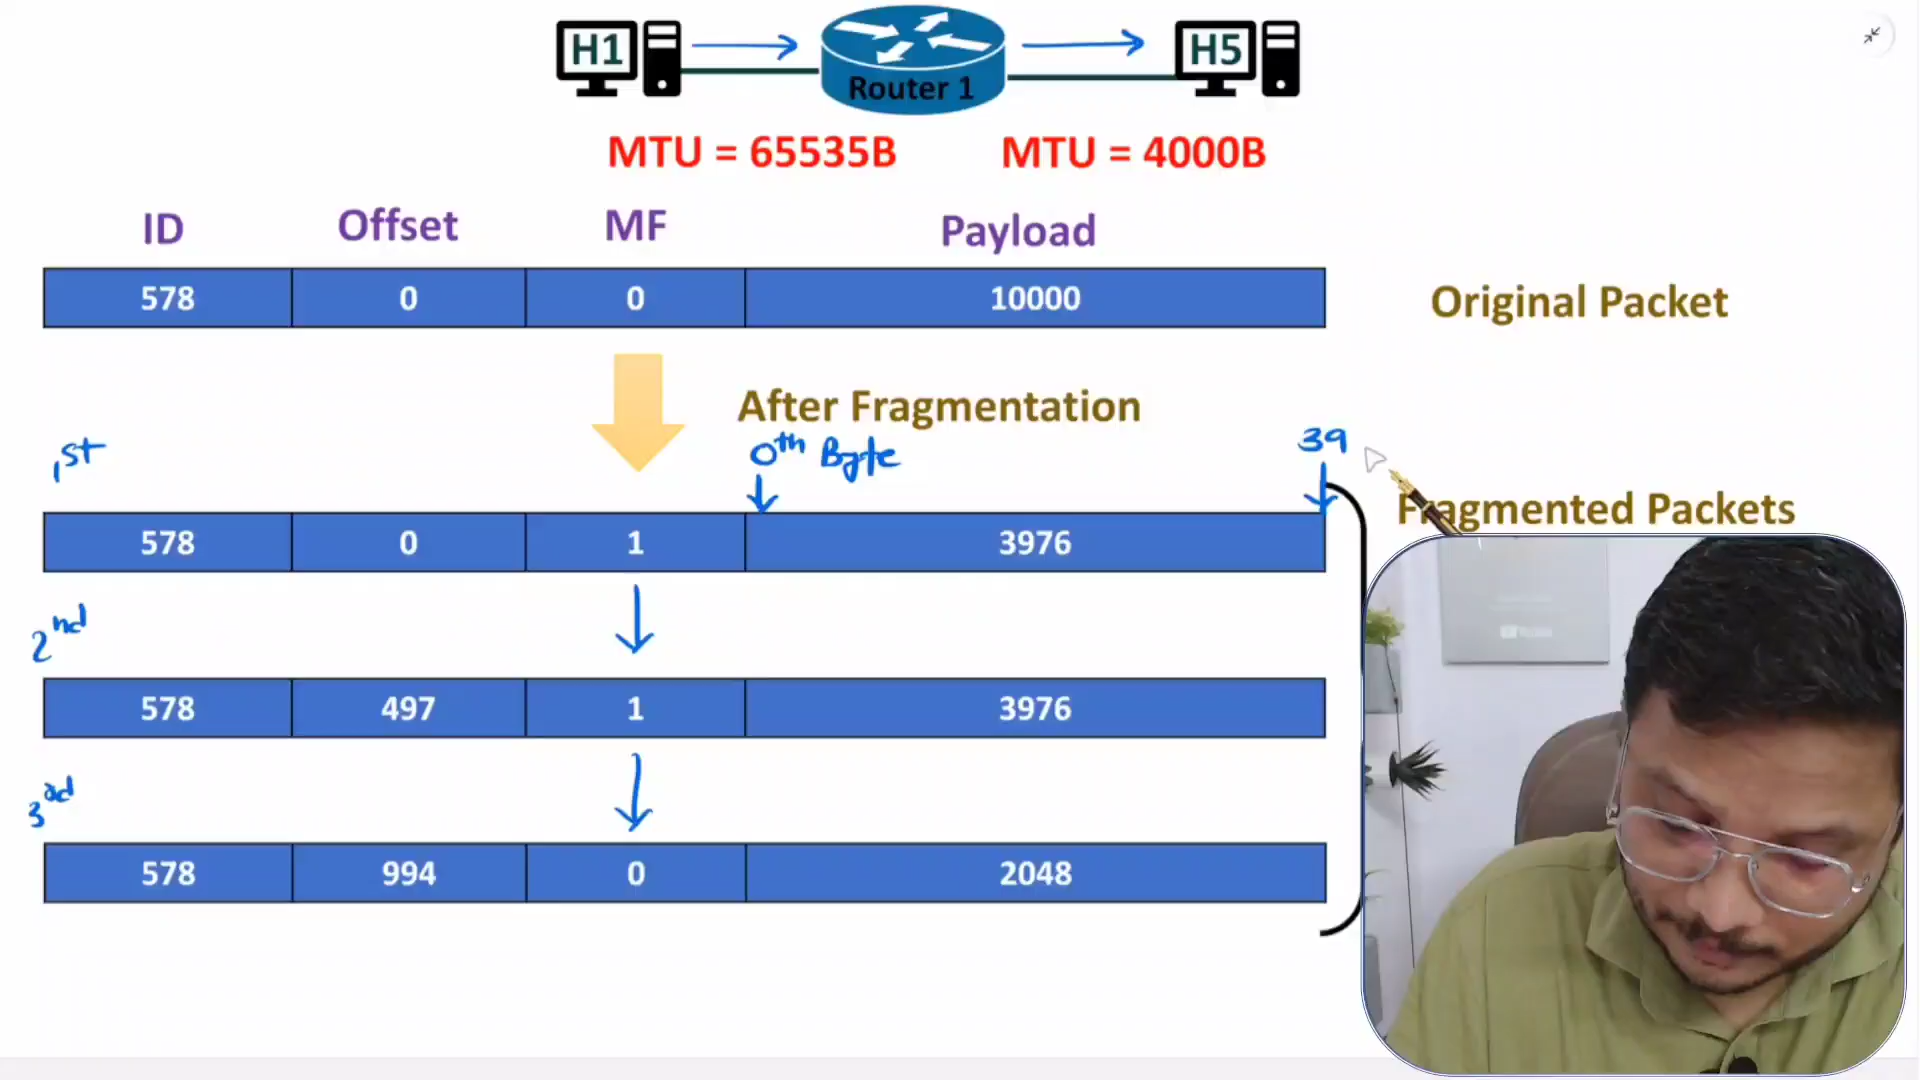 H1 Router 1 H5
MTU = 65535B MTU = 4000B
ID Offset MF Payload
578 0 0 10000 Original Packet
After Fragmentation
1st 0th Byte 39
Fragmented Packets
578 0 1 3976
2nd
578 497 1 3976
3rd
578 994 0 2048